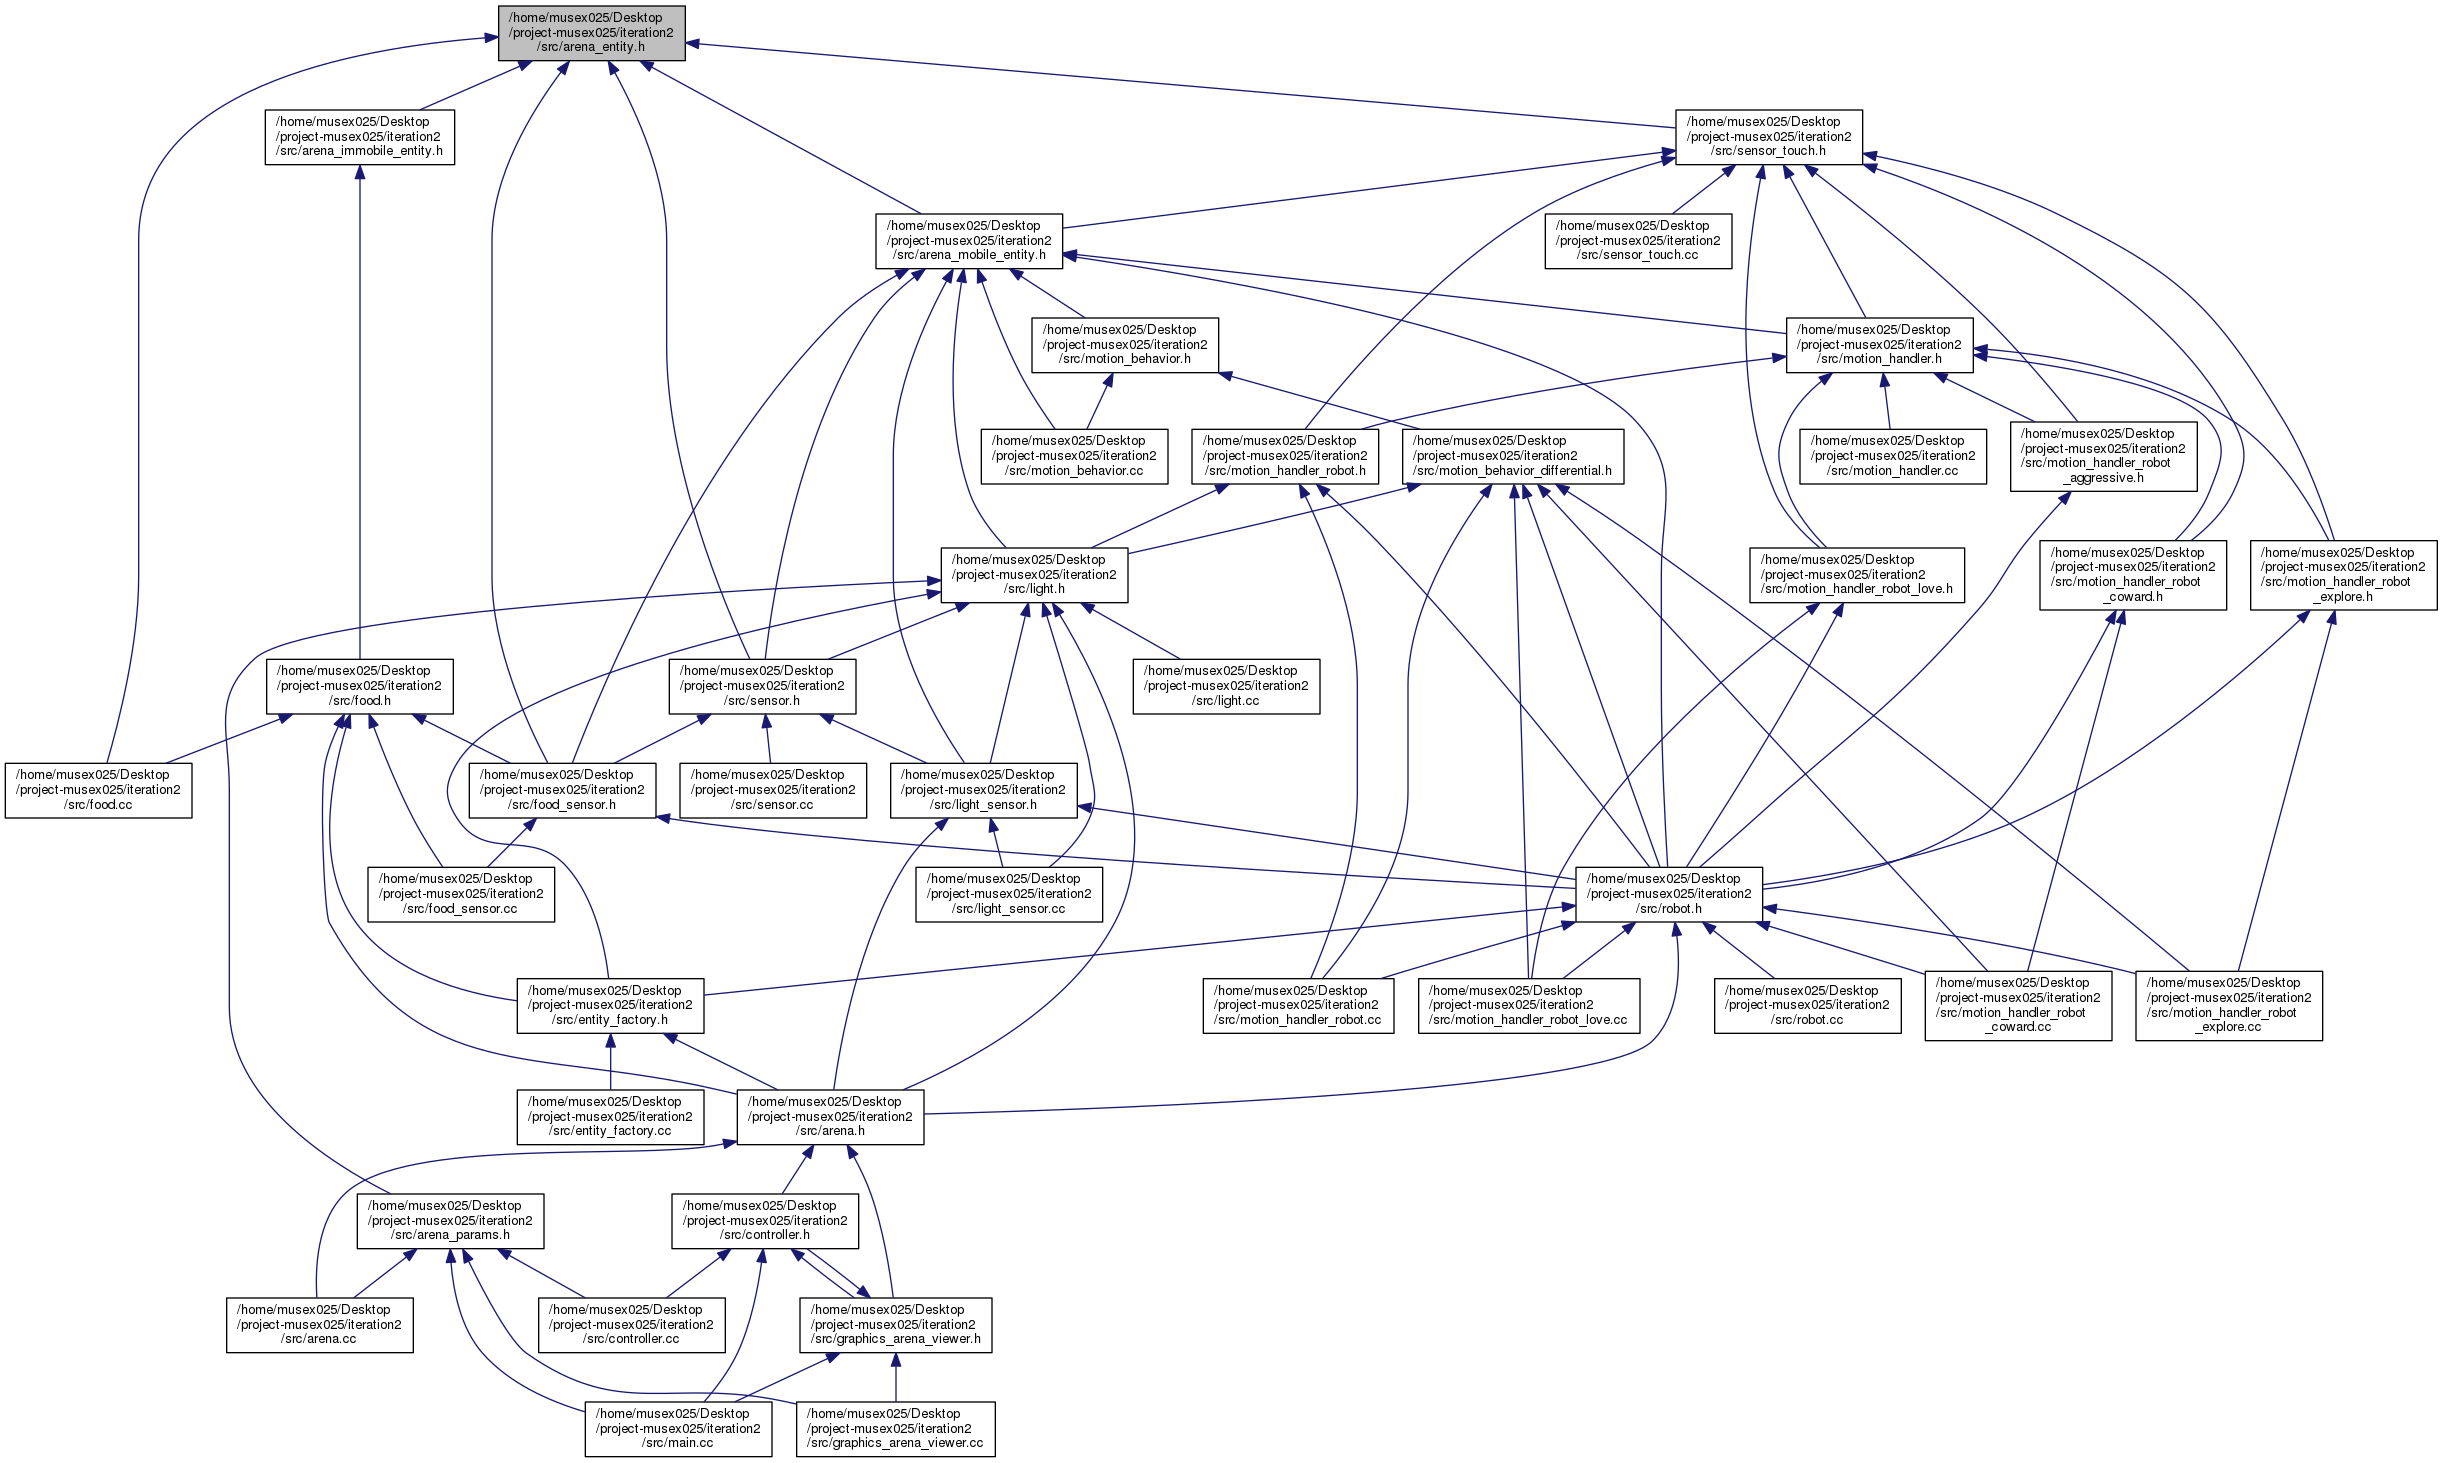 /home/musex025/Desktop
/project-musex025/iteration2
/src/arena_entity.h
/home/musex025/Desktop
/project-musex025/iteration2
/src/arena_immobile_entity.h
/home/musex025/Desktop
/project-musex025/iteration2
/src/sensor_touch.h
/home/musex025/Desktop
/project-musex025/iteration2
/src/arena_mobile_entity.h
/home/musex025/Desktop
/project-musex025/iteration2
/src/sensor_touch.cc
/home/musex025/Desktop
/project-musex025/iteration2
/src/motion_behavior.h
/home/musex025/Desktop
/project-musex025/iteration2
/src/motion_handler.h
/home/musex025/Desktop
/project-musex025/iteration2
/src/motion_behavior.cc
/home/musex025/Desktop
/project-musex025/iteration2
/src/motion_handler_robot.h
/home/musex025/Desktop
/project-musex025/iteration2
/src/motion_behavior_differential.h
/home/musex025/Desktop
/project-musex025/iteration2
/src/motion_handler.cc
/home/musex025/Desktop
/project-musex025/iteration2
/src/motion_handler_robot
_aggressive.h
/home/musex025/Desktop
/project-musex025/iteration2
/src/light.h
/home/musex025/Desktop
/project-musex025/iteration2
/src/motion_handler_robot_love.h
/home/musex025/Desktop
/project-musex025/iteration2
/src/motion_handler_robot
_coward.h
/home/musex025/Desktop
/project-musex025/iteration2
/src/motion_handler_robot
_explore.h
/home/musex025/Desktop
/project-musex025/iteration2
/src/food.h
/home/musex025/Desktop
/project-musex025/iteration2
/src/sensor.h
/home/musex025/Desktop
/project-musex025/iteration2
/src/light.cc
/home/musex025/Desktop
/project-musex025/iteration2
/src/food.cc
/home/musex025/Desktop
/project-musex025/iteration2
/src/food_sensor.h
/home/musex025/Desktop
/project-musex025/iteration2
/src/sensor.cc
/home/musex025/Desktop
/project-musex025/iteration2
/src/light_sensor.h
/home/musex025/Desktop
/project-musex025/iteration2
/src/food_sensor.cc
/home/musex025/Desktop
/project-musex025/iteration2
/src/light_sensor.cc
/home/musex025/Desktop
/project-musex025/iteration2
/src/robot.h
/home/musex025/Desktop
/project-musex025/iteration2
/src/entity_factory.h
/home/musex025/Desktop
/project-musex025/iteration2
/src/motion_handler_robot.cc
/home/musex025/Desktop
/project-musex025/iteration2
/src/motion_handler_robot_love.cc
/home/musex025/Desktop
/project-musex025/iteration2
/src/robot.cc
/home/musex025/Desktop
/project-musex025/iteration2
/src/motion_handler_robot
_coward.cc
/home/musex025/Desktop
/project-musex025/iteration2
/src/motion_handler_robot
_explore.cc
/home/musex025/Desktop
/project-musex025/iteration2
/src/entity_factory.cc
/home/musex025/Desktop
/project-musex025/iteration2
/src/arena.h
/home/musex025/Desktop
/project-musex025/iteration2
/src/arena_params.h
/home/musex025/Desktop
/project-musex025/iteration2
/src/controller.h
/home/musex025/Desktop
/project-musex025/iteration2
/src/arena.cc
/home/musex025/Desktop
/project-musex025/iteration2
/src/controller.cc
/home/musex025/Desktop
/project-musex025/iteration2
/src/graphics_arena_viewer.h
/home/musex025/Desktop
/project-musex025/iteration2
/src/main.cc
/home/musex025/Desktop
/project-musex025/iteration2
/src/graphics_arena_viewer.cc